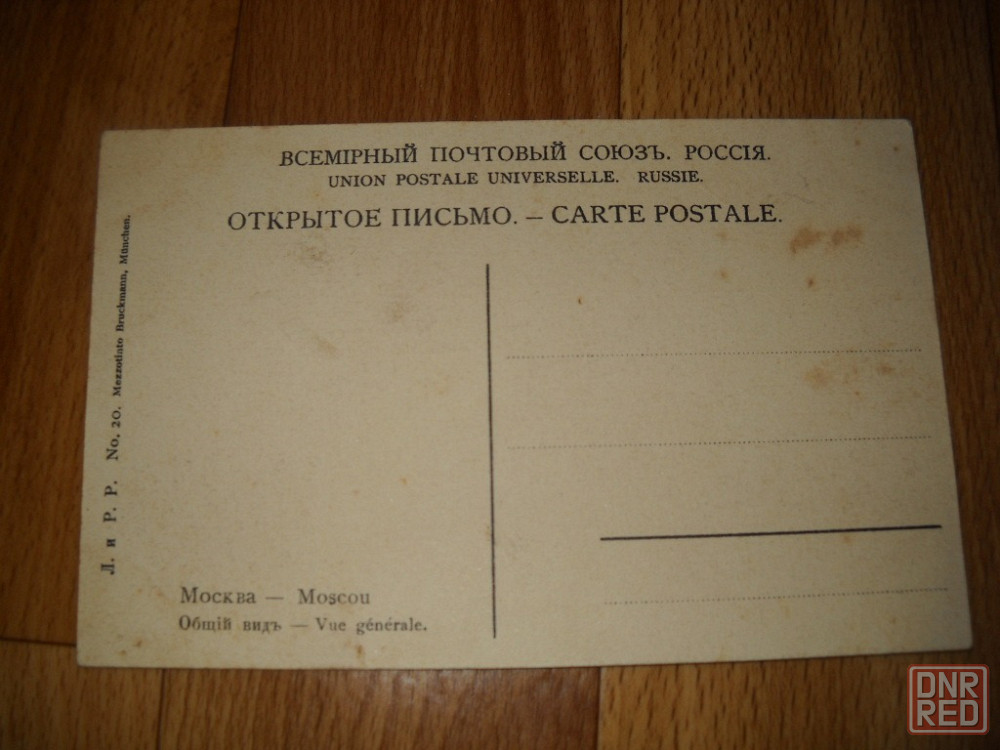 ВСЕМІРНЫЙ ПОЧТОВЫЙ СОЮЗЪ. РОССІЯ.
UNION POSTALE UNIVERSELLE. RUSSIE.
ОТКРЫТОЕ ПИСЬМО. — CARTE POSTALE.
Л. и Р. Р. No. 20. Mezzotinto Bruckmann, München.
Москва — Moscou
Общій видъ — Vue générale.
DNR
RED